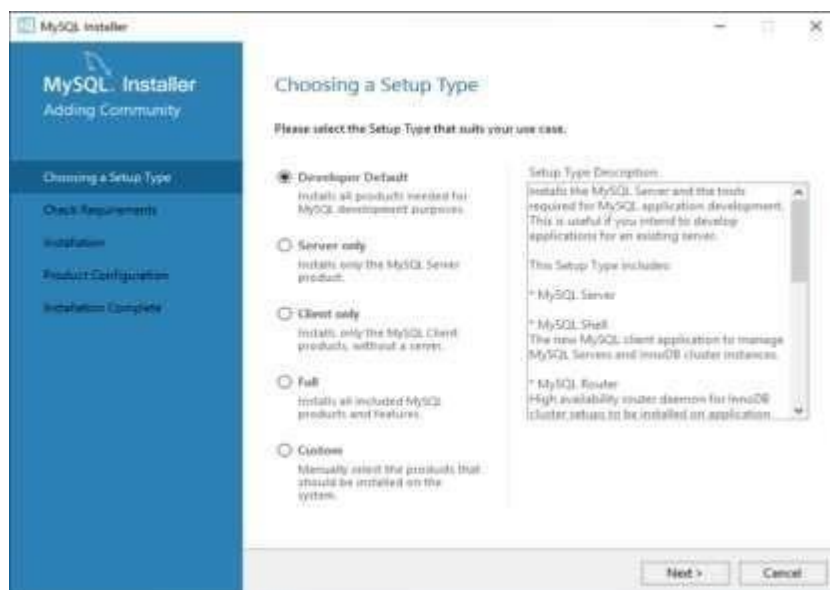 MySQL Installer
MySQL. Installer
Adding Community
Choosing a Setup Type
Check Requirements
Installation
Product Configuration
Installation Complete
Choosing a Setup Type
Please select the Setup Type that suits your use case.
Developer Default
Installs all products needed for
MySQL development purposes.
Server only
Installs only the MySQL Server
product.
Client only
Installs only the MySQL Client
products, without a server.
Full
Installs all included MySQL
products and features.
Custom
Manually select the products that
should be installed on the
system.
Setup Type Description
Installs the MySQL Server and the tools
required for MySQL application development.
This is useful if you intend to develop
applications for an existing server.
This Setup Type includes:
* MySQL Server
* MySQL Shell
The new MySQL client application to manage
MySQL Servers and InnoDB cluster instances.
* MySQL Router
High availability router daemon for InnoDB
cluster setups to be installed on application
Next >
Cancel